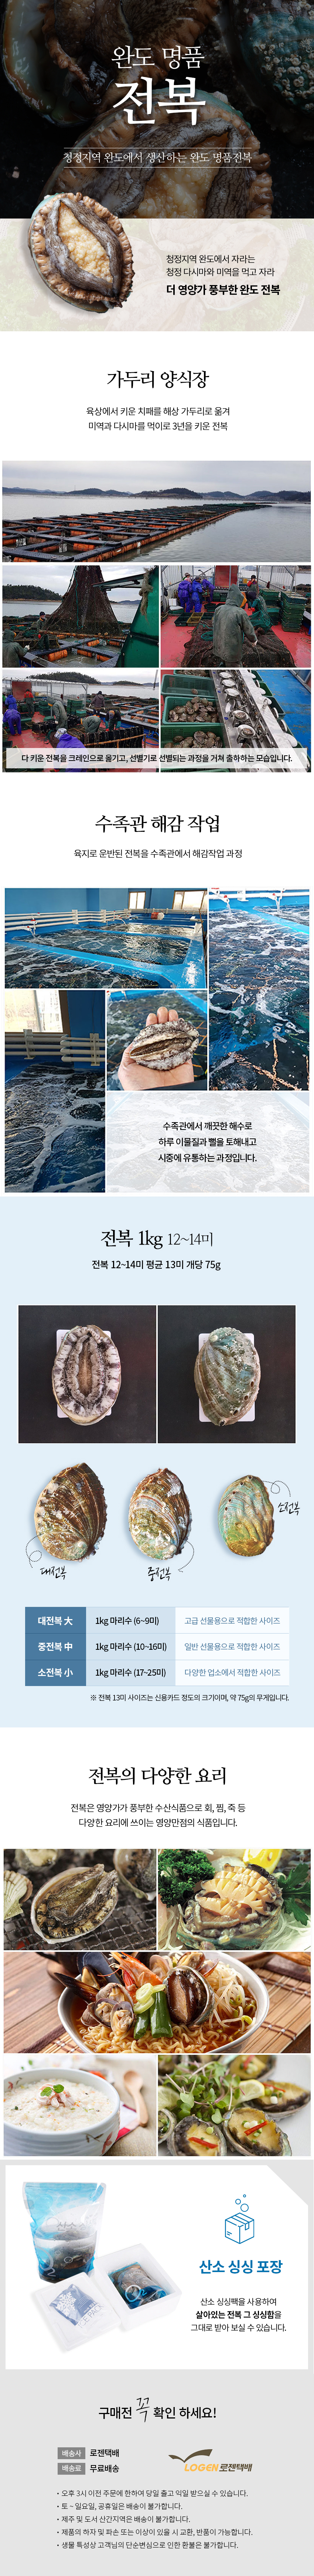 완도 명품
전복
청정지역 완도에서 생산하는 완도 명품전복
청정지역 완도에서 자라는
청정 다시마와 미역을 먹고 자라
더 영양가 풍부한 완도 전복
가두리 양식장
육상에서 키운 치패를 해상 가두리로 옮겨
미역과 다시마를 먹이로 3년을 키운 전복
다 키운 전복을 크레인으로 옮기고, 선별기로 선별되는 과정을 거쳐 출하하는 모습입니다.
수족관 해감 작업
육지로 운반된 전복을 수족관에서 해감작업 과정
수족관에서 깨끗한 해수로
하루 이물질과 뻘을 토해내고
시중에 유통하는 과정입니다.
전복 1kg 12~14미
전복 12~14미 평균 13미 개당 75g
대전복
중전복
소전복
대전복 大 1kg 마리수 (6~9미) 고급 선물용으로 적합한 사이즈
중전복 中 1kg 마리수 (10~16미) 일반 선물용으로 적합한 사이즈
소전복 小 1kg 마리수 (17~25미) 다양한 업소에서 적합한 사이즈
※ 전복 13미 사이즈는 신용카드 정도의 크기이며, 약 75g의 무게입니다.
전복의 다양한 요리
전복은 영양가가 풍부한 수산식품으로 회, 찜, 죽 등
다양한 요리에 쓰이는 영양만점의 식품입니다.
산소 싱싱 포장
산소 싱싱팩을 사용하여
살아있는 전복 그 싱싱함을
그대로 받아 보실 수 있습니다.
구매전 꼭 확인 하세요!
배송사 로젠택배
배송료 무료배송
LOGEN로젠택배
• 오후 3시 이전 주문에 한하여 당일 출고 익일 받으실 수 있습니다.
• 토 ~ 일요일, 공휴일은 배송이 불가합니다.
• 제주 및 도서 산간지역은 배송이 불가합니다.
• 제품의 하자 및 파손 또는 이상이 있을 시 교환, 반품이 가능합니다.
• 생물 특성상 고객님의 단순변심으로 인한 환불은 불가합니다.